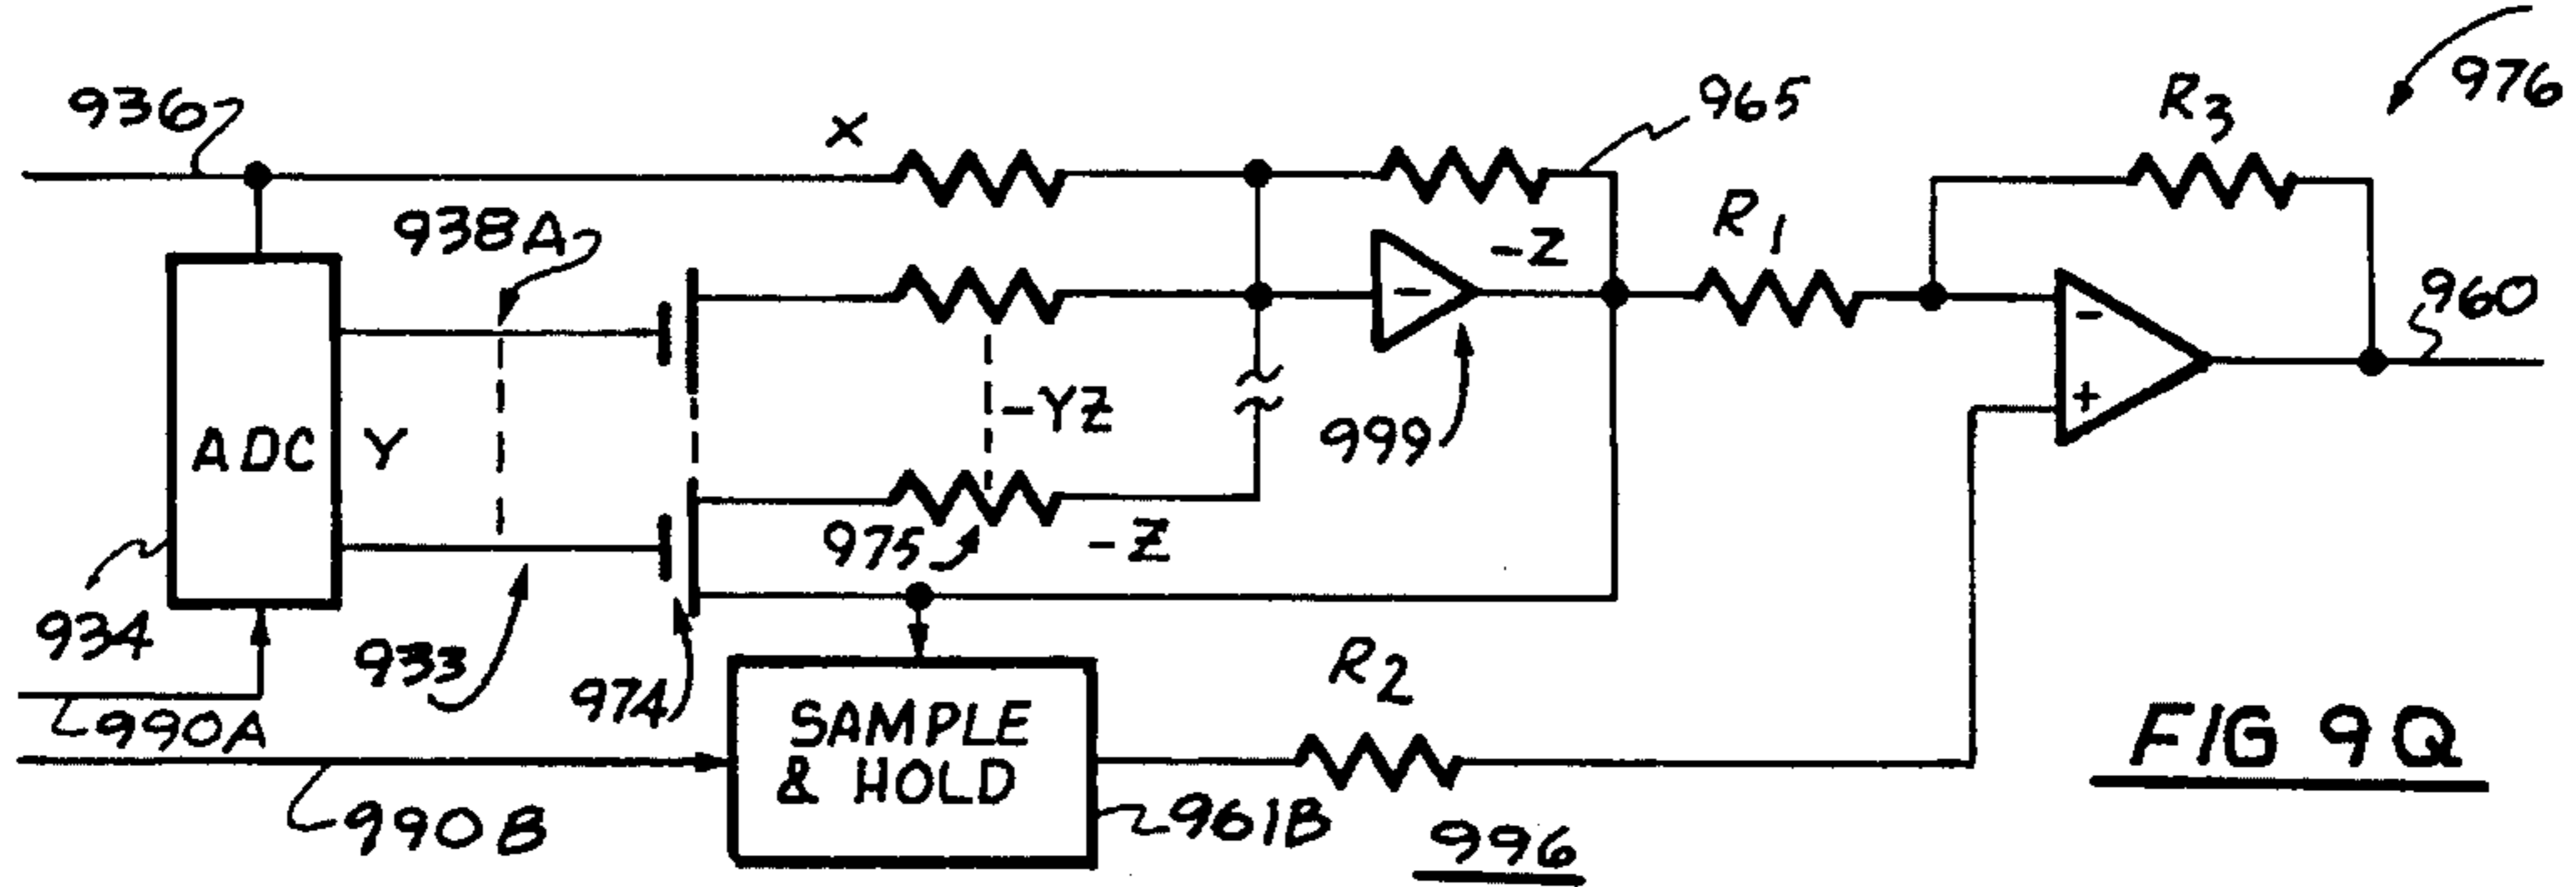 936
X
965
R3
976
938A
R1
-Z
960
-
-
ADC
Y
-YZ
999
+
975
-Z
934
933
974
R2
990A
SAMPLE
& HOLD
FIG 9Q
990B
961B
996